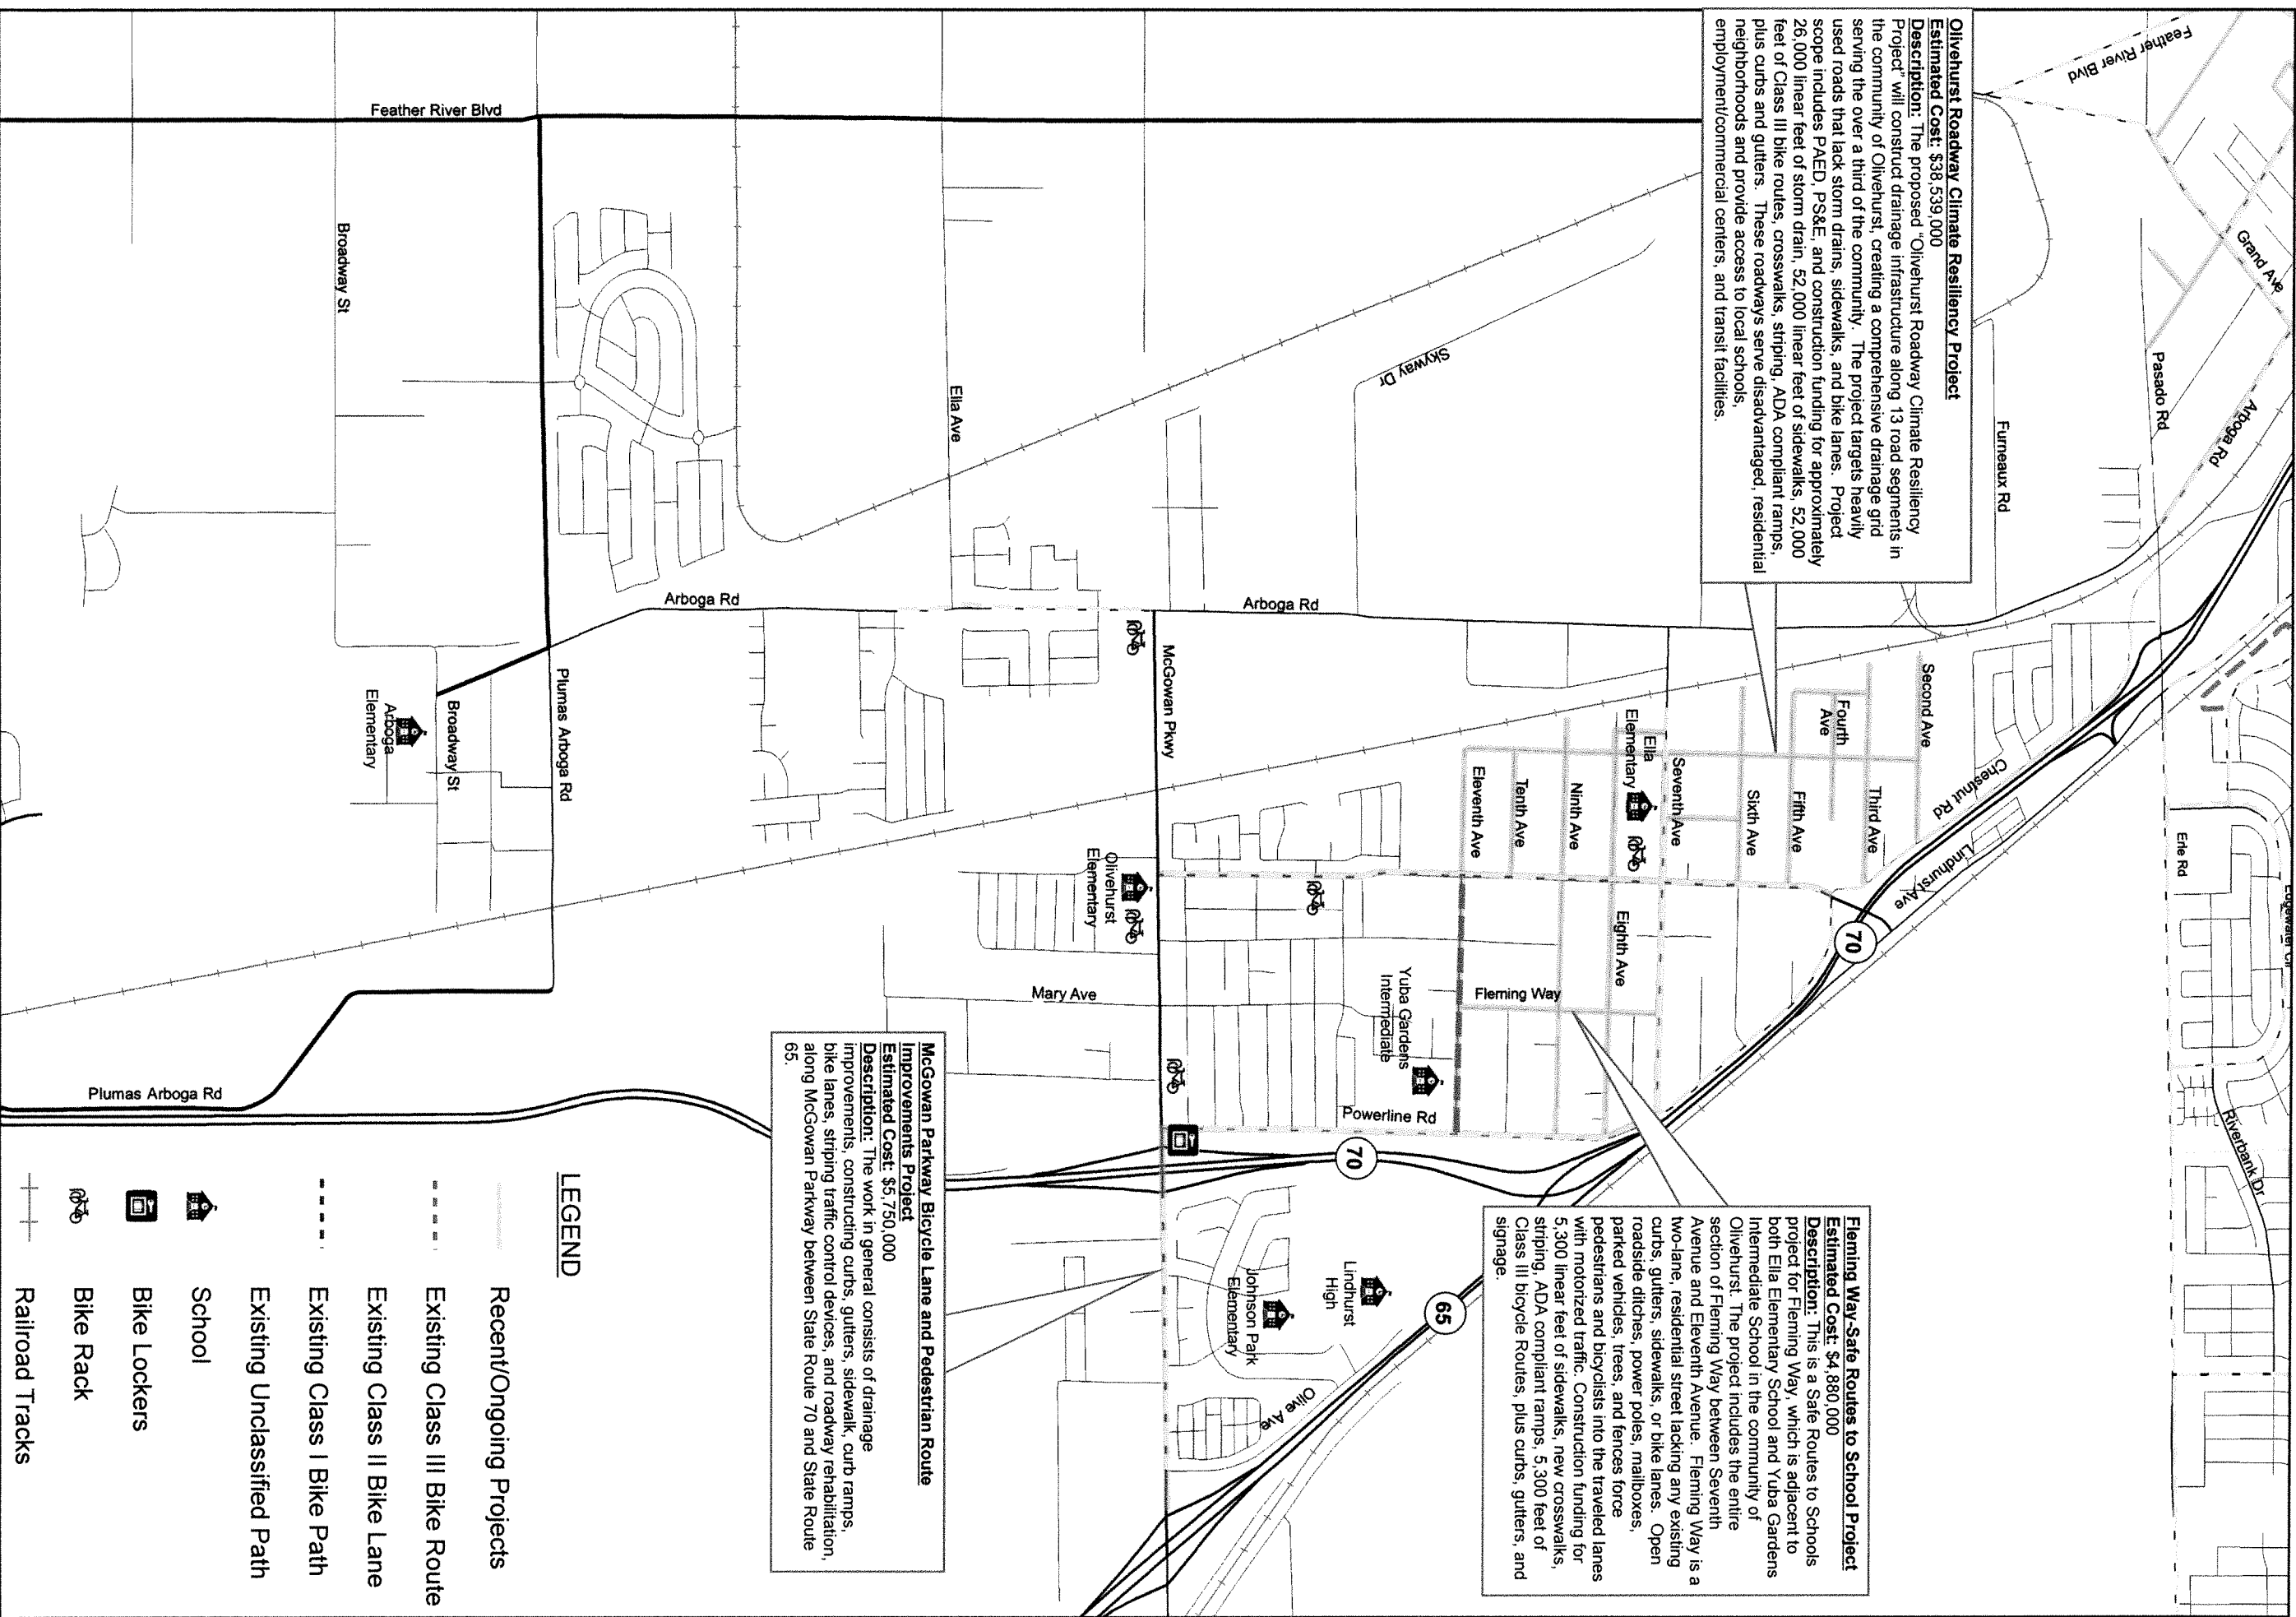 Olivehurst Roadway Climate Resiliency Project
Estimated Cost: $38,539,000
Description: The proposed "Olivehurst Roadway Climate Resiliency
Project" will construct drainage infrastructure along 13 road segments in
the community of Olivehurst, creating a comprehensive drainage grid
serving the over a third of the community. The project targets heavily
used roads that lack storm drains, sidewalks, and bike lanes. Project
scope includes PAED, PS&E, and construction funding for approximately
26,000 linear feet of storm drain, 52,000 linear feet of sidewalks, 52,000
feet of Class III bike routes, crosswalks, striping, ADA compliant ramps,
plus curbs and gutters. These roadways serve disadvantaged, residential
neighborhoods and provide access to local schools,
employment/commercial centers, and transit facilities.
Fleming Way-Safe Routes to School Project
Estimated Cost: $4,880,000
Description: This is a Safe Routes to Schools
project for Fleming Way, which is adjacent to
both Ella Elementary School and Yuba Gardens
Intermediate School in the community of
Olivehurst. The project includes the entire
section of Fleming Way between Seventh
Avenue and Eleventh Avenue. Fleming Way is a
two-lane, residential street lacking any existing
curbs, gutters, sidewalks, or bike lanes. Open
roadside ditches, power poles, mailboxes,
parked vehicles, trees, and fences force
pedestrians and bicyclists into the traveled lanes
with motorized traffic. Construction funding for
5,300 linear feet of sidewalks, new crosswalks,
striping, ADA compliant ramps, 5,300 feet of
Class III bicycle Routes, plus curbs, gutters, and
signage.
McGowan Parkway Bicycle Lane and Pedestrian Route
Improvements Project
Estimated Cost: $5,750,000
Description: The work in general consists of drainage
improvements, constructing curbs, gutters, sidewalk, curb ramps,
bike lanes, striping traffic control devices, and roadway rehabilitation,
along McGowan Parkway between State Route 70 and State Route
65.
LEGEND
Recent/Ongoing Projects
Existing Class III Bike Route
Existing Class II Bike Lane
Existing Class I Bike Path
Existing Unclassified Path
School
Bike Lockers
Bike Rack
Railroad Tracks
Feather River Blvd
Grand Ave
Pasado Rd
Arboga Rd
Furneaux Rd
Erle Rd
Edgewater Cir
Riverbank Dr
Feather River Blvd
Skyway Dr
Ella Ave
Broadway St
Arboga Rd
Arboga Rd
Second Ave
Chestnut Rd
Third Ave
Lindhurst Ave
Fourth
Ave
Fifth Ave
Sixth Ave
Seventh Ave
Ella
Elementary
Eighth Ave
Ninth Ave
Tenth Ave
Eleventh Ave
Fleming Way
70
Yuba Gardens
Intermediate
Powerline Rd
70
65
Lindhurst
High
Johnson Park
Elementary
Olive Ave
McGowan Pkwy
Olivehurst
Elementary
Mary Ave
Plumas Arboga Rd
Broadway St
Arboga
Elementary
Plumas Arboga Rd